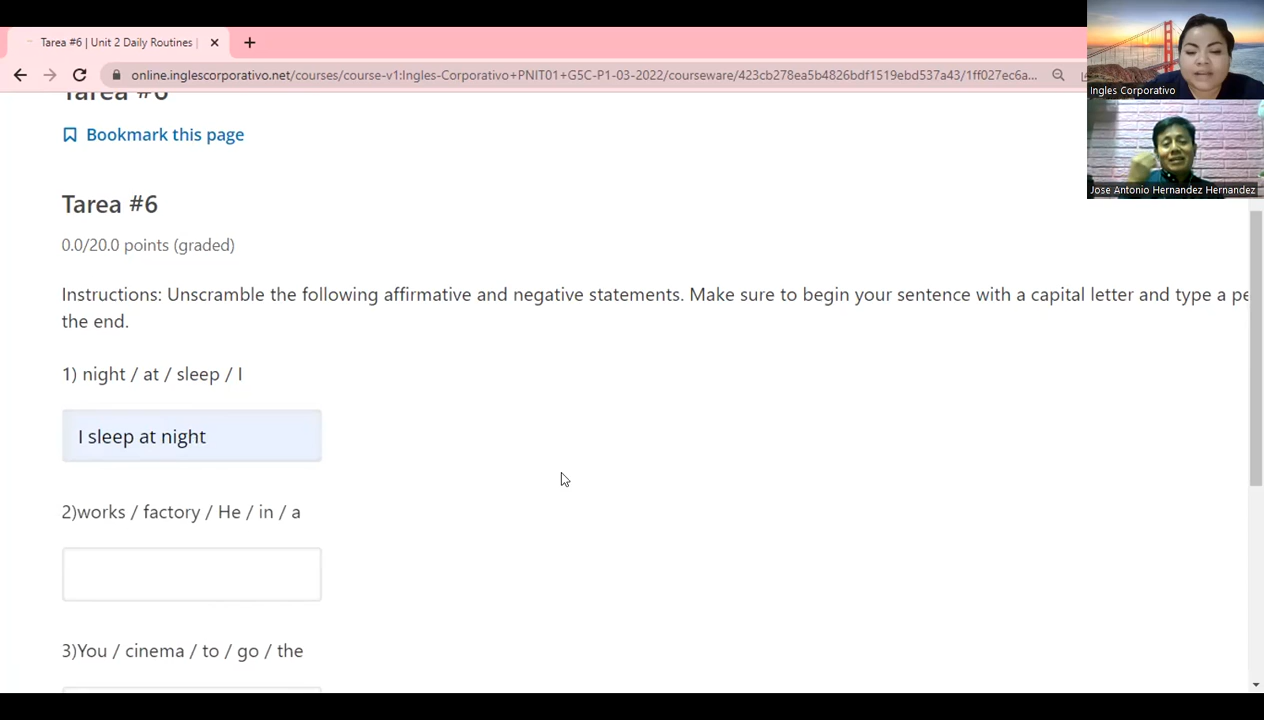 Tarea #6 | Unit 2 Daily Routines |
online.inglescorporativo.net/courses/course-v1:Ingles-Corporativo+PNIT01+G5C-P1-03-2022/courseware/423cb278ea5b4826bdf1519ebd537a43/1ff027ec6a...
Ingles Corporativo
Jose Antonio Hernandez Hernandez
Tarea #6
Bookmark this page
Tarea #6
0.0/20.0 points (graded)
Instructions: Unscramble the following affirmative and negative statements. Make sure to begin your sentence with a capital letter and type a pe
the end.
1) night / at / sleep / I
I sleep at night
2)works / factory / He / in / a
3)You / cinema / to / go / the